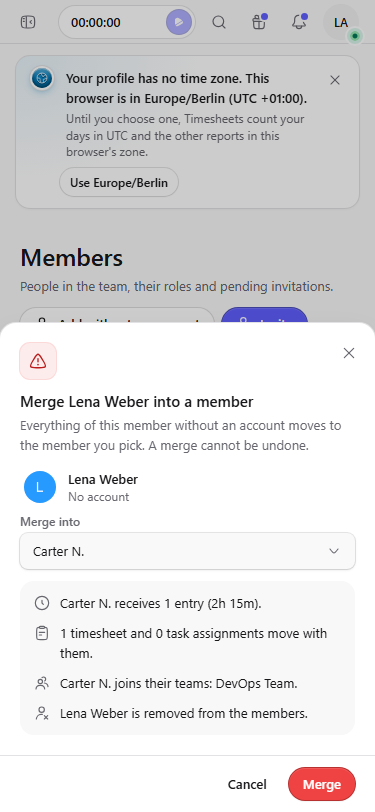 00:00:00
LA
Your profile has no time zone. This
browser is in Europe/Berlin (UTC +01:00).
Until you choose one, Timesheets count your
days in UTC and the other reports in this
browser's zone.
Use Europe/Berlin
Members
People in the team, their roles and pending invitations.
Merge Lena Weber into a member
Everything of this member without an account moves to
the member you pick. A merge cannot be undone.
L
Lena Weber
No account
Merge into
Carter N.
Carter N. receives 1 entry (2h 15m).
1 timesheet and 0 task assignments move with
them.
Carter N. joins their teams: DevOps Team.
Lena Weber is removed from the members.
Cancel
Merge